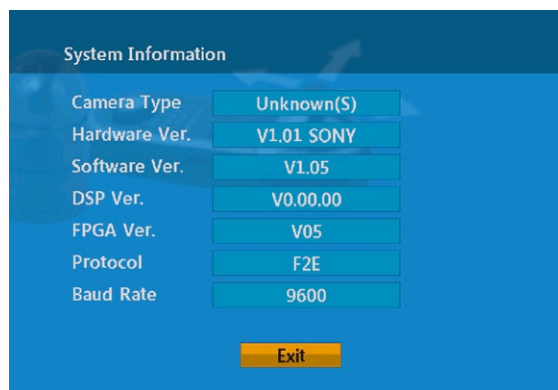 System Information
Camera Type Unknown(S)
Hardware Ver. V1.01 SONY
Software Ver. V1.05
DSP Ver. V0.00.00
FPGA Ver. V05
Protocol F2E
Baud Rate 9600
Exit